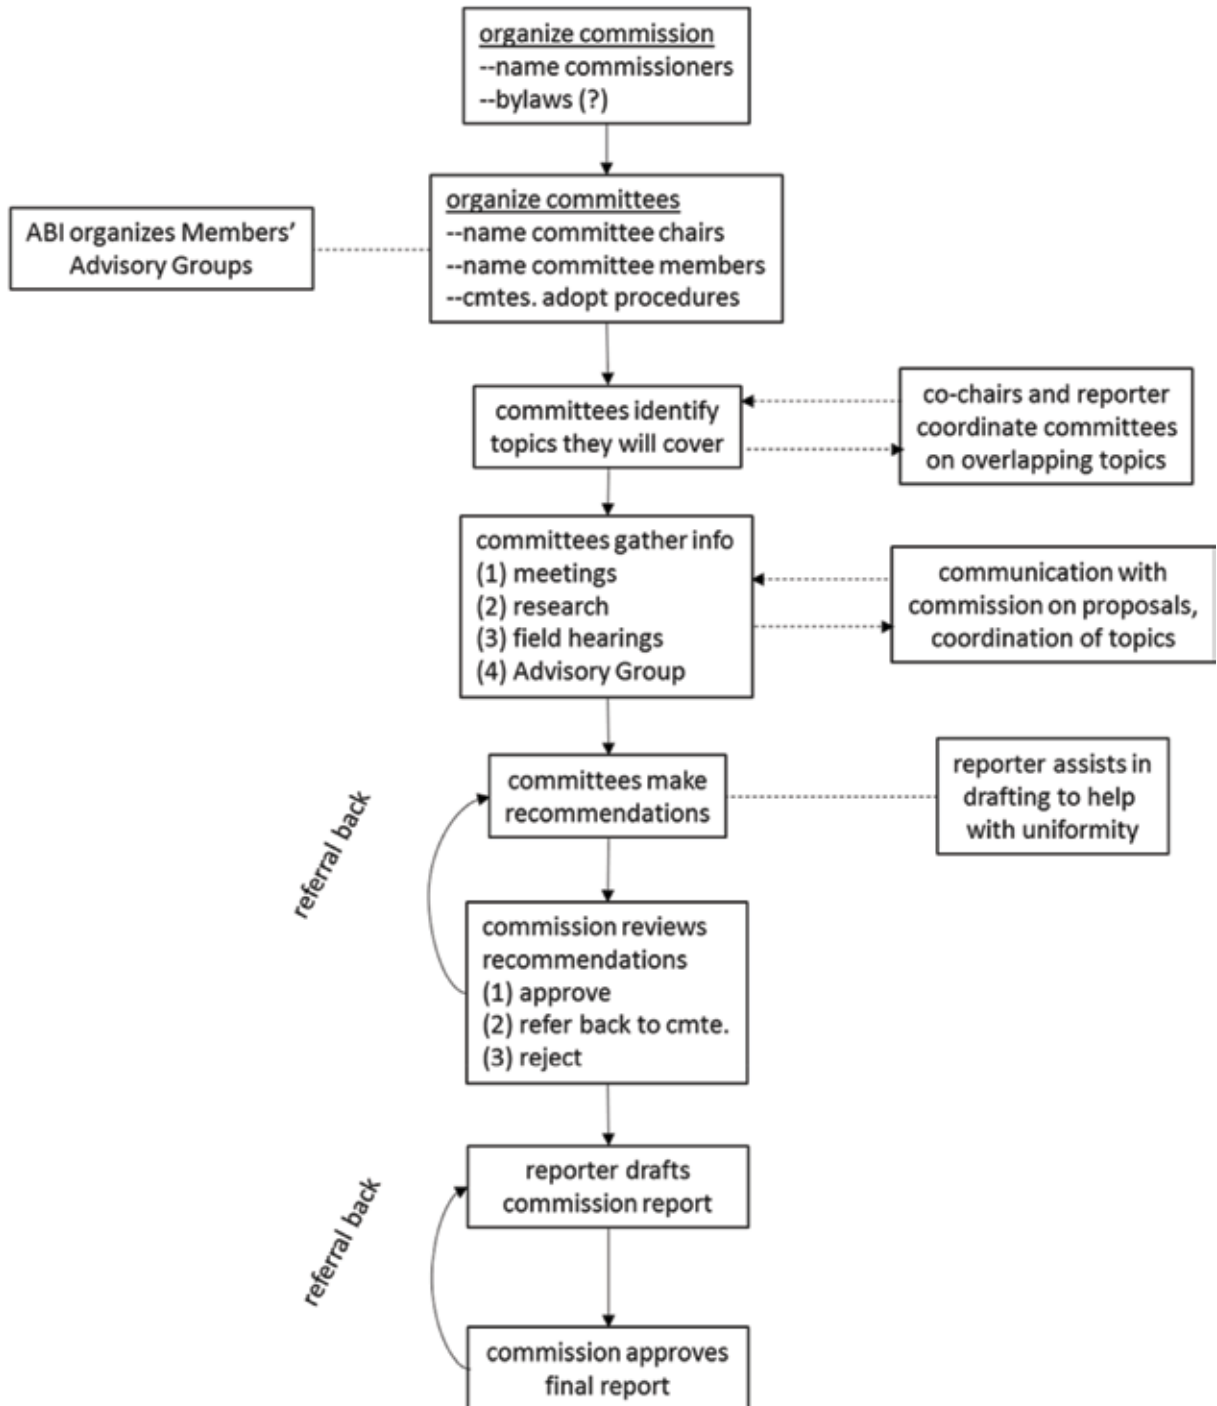 organize commission
--name commissioners
--bylaws (?)
organize committees
--name committee chairs
--name committee members
--cmtes. adopt procedures
ABI organizes Members'
Advisory Groups
committees identify
topics they will cover
co-chairs and reporter
coordinate committees
on overlapping topics
committees gather info
(1) meetings
(2) research
(3) field hearings
(4) Advisory Group
communication with
commission on proposals,
coordination of topics
committees make
recommendations
reporter assists in
drafting to help
with uniformity
referral back
commission reviews
recommendations
(1) approve
(2) refer back to cmte.
(3) reject
reporter drafts
commission report
referral back
commission approves
final report